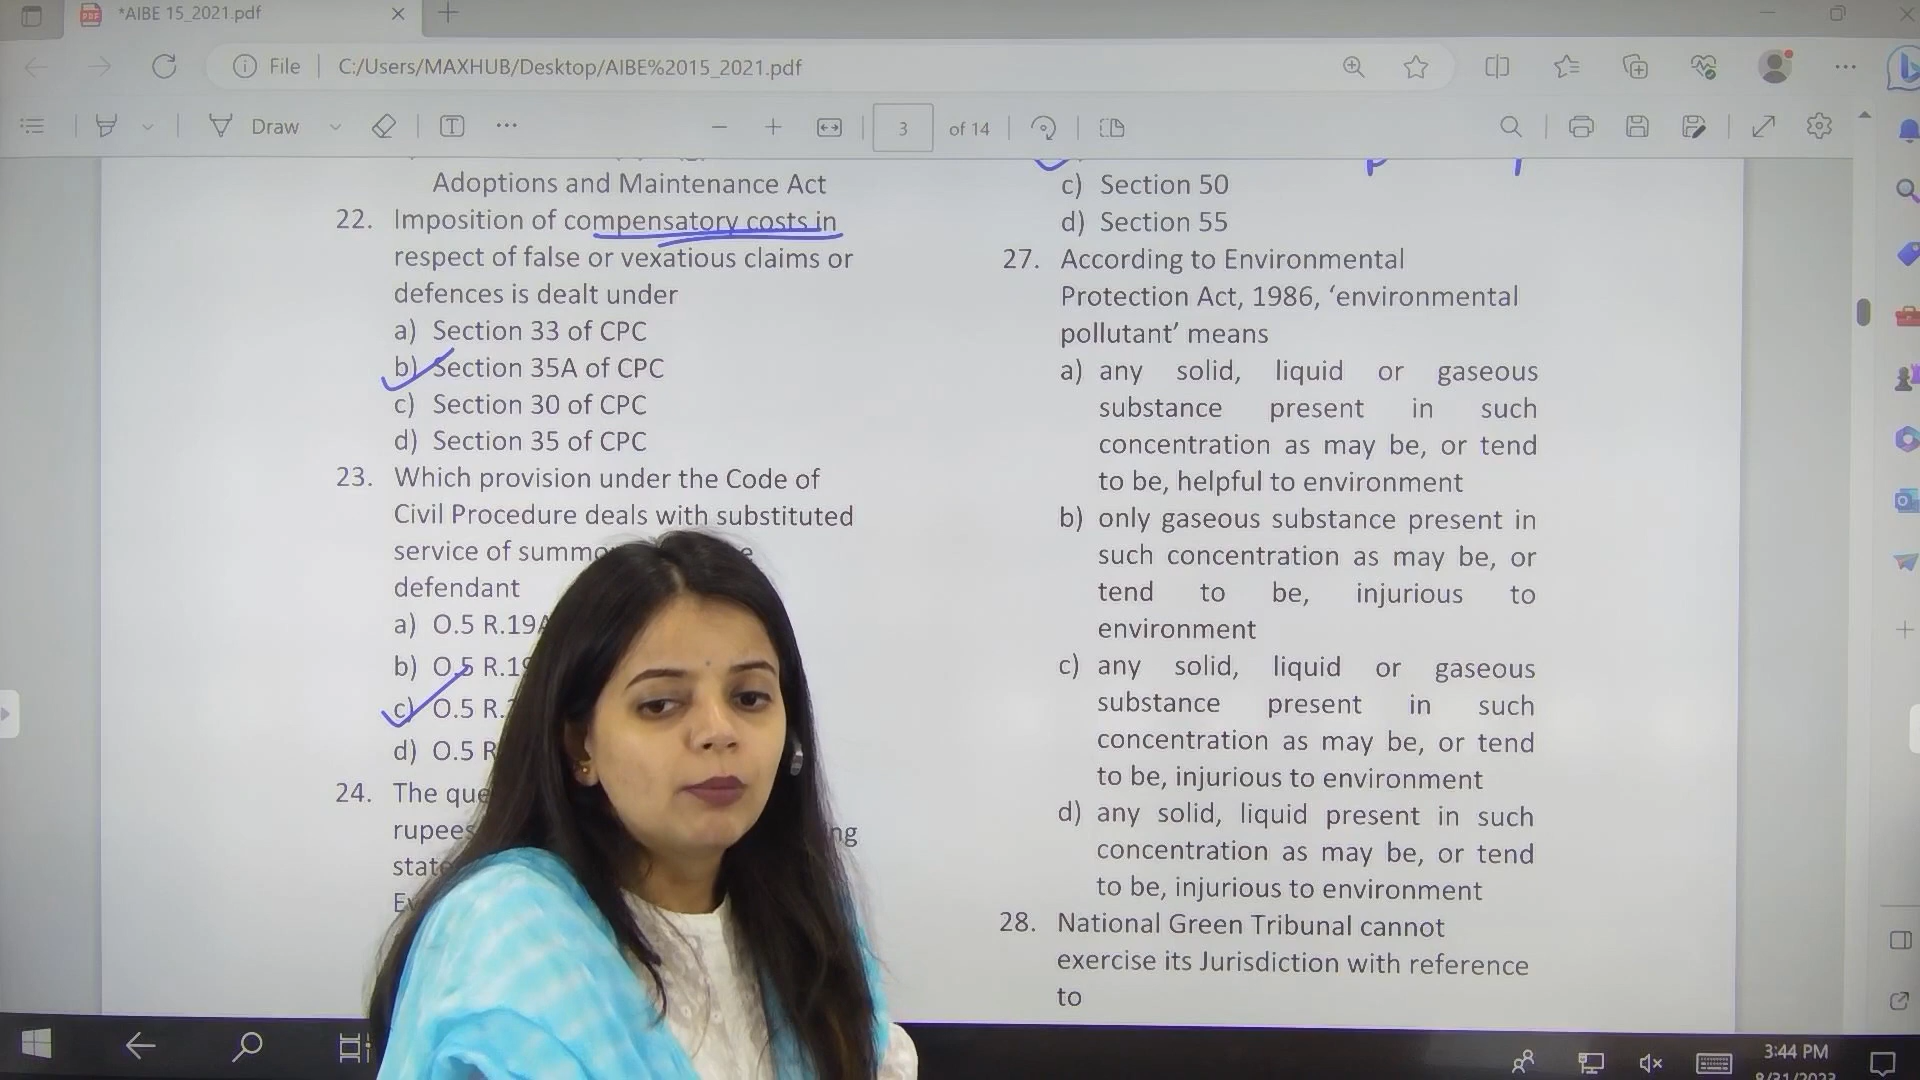 *AIBE 15_2021.pdf
File
C:/Users/MAXHUB/Desktop/AIBE%2015_2021.pdf
Draw
3 of 14
Adoptions and Maintenance Act
22. Imposition of compensatory costs in
respect of false or vexatious claims or
defences is dealt under
a) Section 33 of CPC
b) Section 35A of CPC
c) Section 30 of CPC
d) Section 35 of CPC
23. Which provision under the Code of
Civil Procedure deals with substituted
service of
defendant
a) O.5 R.19A
b) O.5
c) O.5
d) O.5
24. The
rupees
c) Section 50
d) Section 55
27. According to Environmental
Protection Act, 1986, ‘environmental
pollutant’ means
a) any solid, liquid or gaseous
substance present in such
concentration as may be, or tend
to be, helpful to environment
b) only gaseous substance present in
such concentration as may be, or
tend to be, injurious to
environment
c) any solid, liquid or gaseous
substance present in such
concentration as may be, or tend
to be, injurious to environment
d) any solid, liquid present in such
concentration as may be, or tend
to be, injurious to environment
28. National Green Tribunal cannot
exercise its Jurisdiction with reference
to
3:44 PM